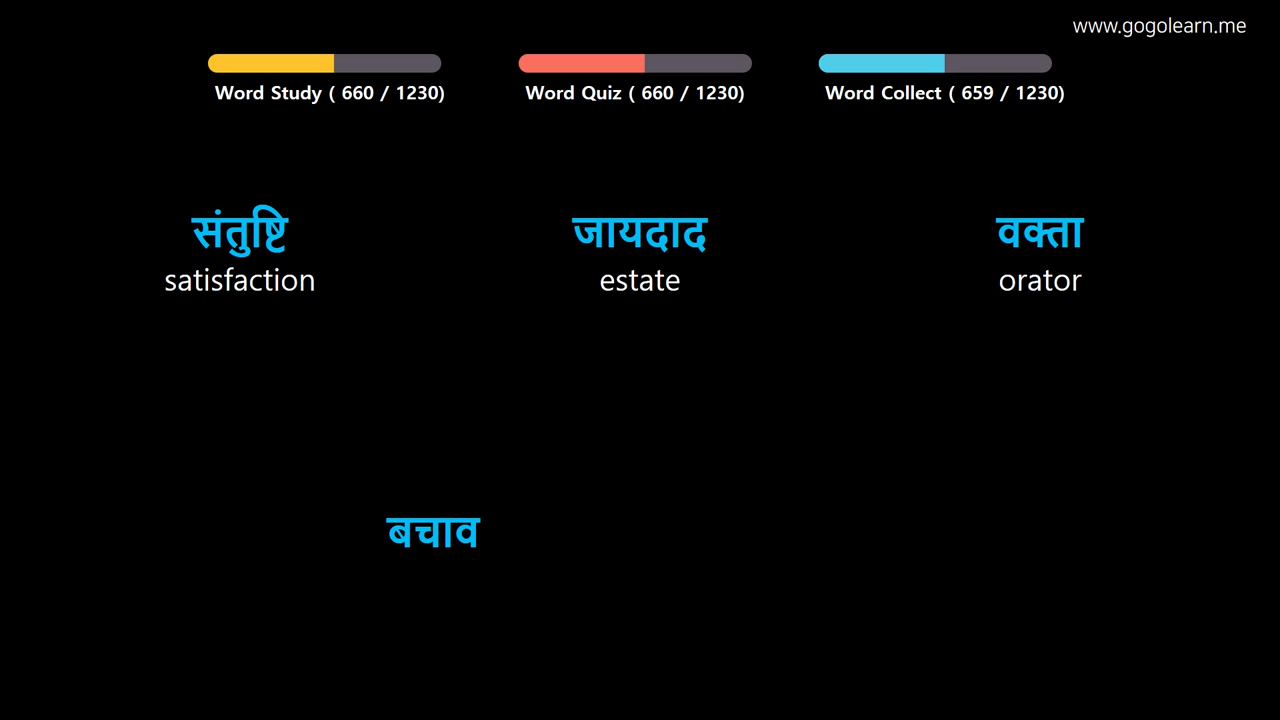 www.gogolearn.me
Word Study ( 660 / 1230)
Word Quiz ( 660 / 1230)
Word Collect ( 659 / 1230)
संतुष्टि
satisfaction
जायदाद
estate
वक्ता
orator
बचाव